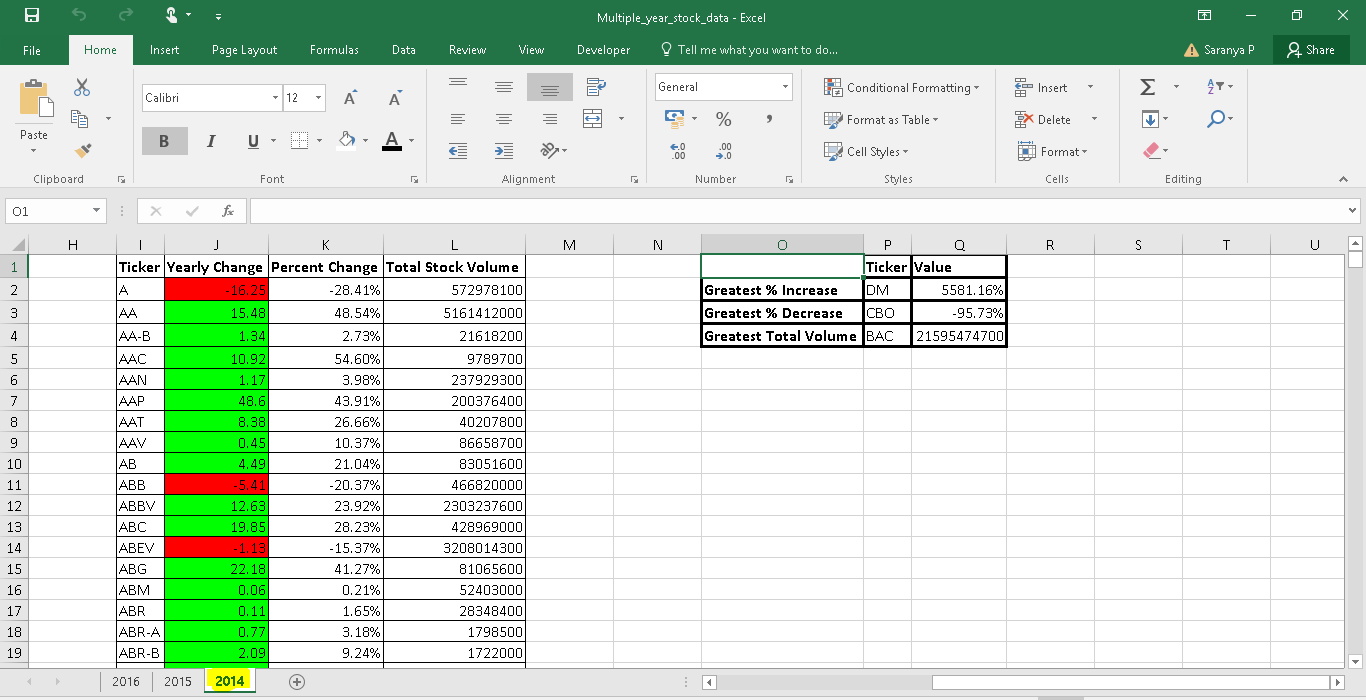 Multiple_year_stock_data - Excel
File Home Insert Page Layout Formulas Data Review View Developer Tell me what you want to do... Saranya P Share
Calibri 12 General Conditional Formatting Insert Σ A Z
Paste Format as Table Delete
B I U A % , Cell Styles Format
←.0 .00 .00 →.0
Clipboard Font Alignment Number Styles Cells Editing
O1 fx
H I J K L M N O P Q R S T U
1 Ticker Yearly Change Percent Change Total Stock Volume Ticker Value
2 A -16.25 -28.41% 572978100 Greatest % Increase DM 5581.16%
3 AA 15.48 48.54% 5161412000 Greatest % Decrease CBO -95.73%
4 AA-B 1.34 2.73% 21618200 Greatest Total Volume BAC 21595474700
5 AAC 10.92 54.60% 9789700
6 AAN 1.17 3.98% 237929300
7 AAP 48.6 43.91% 200376400
8 AAT 8.38 26.66% 40207800
9 AAV 0.45 10.37% 86658700
10 AB 4.49 21.04% 83051600
11 ABB -5.41 -20.37% 466820000
12 ABBV 12.63 23.92% 2303237600
13 ABC 19.85 28.23% 428969000
14 ABEV -1.13 -15.37% 3208014300
15 ABG 22.18 41.27% 81065600
16 ABM 0.06 0.21% 52403000
17 ABR 0.11 1.65% 28348400
18 ABR-A 0.77 3.18% 1798500
19 ABR-B 2.09 9.24% 1722000
2016 2015 2014